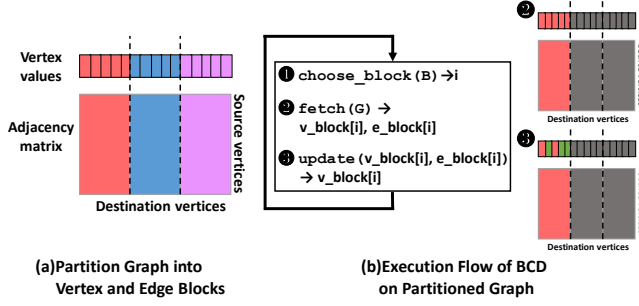 Vertex
values
Adjacency
matrix
Source vertices
Destination vertices
(a)Partition Graph into
Vertex and Edge Blocks
❶ choose_block(B)→i
❷ fetch(G) →
v_block[i], e_block[i]
❸ update(v_block[i], e_block[i])
→ v_block[i]
(b)Execution Flow of BCD
on Partitioned Graph
❷
Destination vertices
❸
Destination vertices